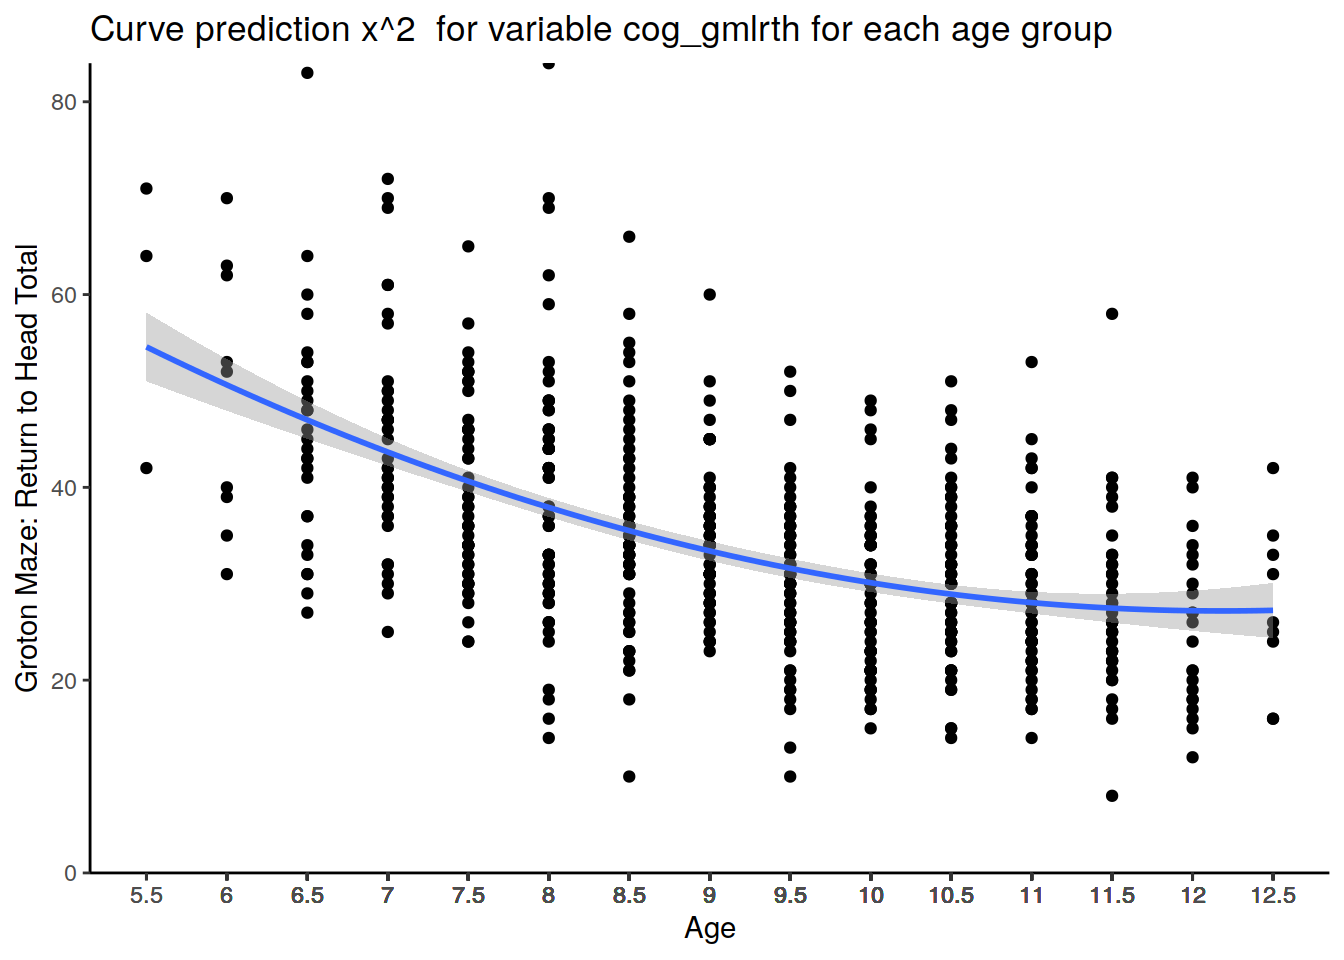 Curve prediction x^2  for variable cog_gmlrth for each age group
Groton Maze: Return to Head Total
80
60
40
20
0
5.5 6 6.5 7 7.5 8 8.5 9 9.5 10 10.5 11 11.5 12 12.5
Age